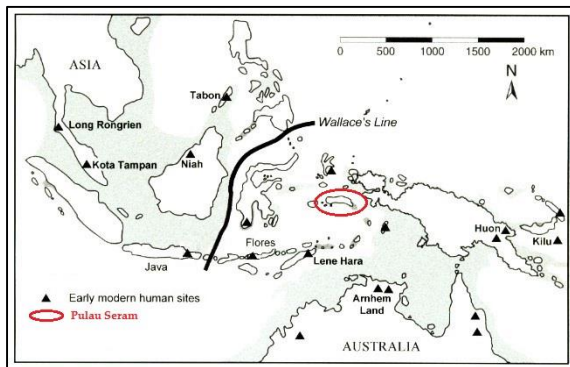 ASIA
0 500 1000 1500 2000 km
N
Tabon
Wallace's Line
Long Rongrien
Kota Tampan
Niah
Huon
Kilu
Flores
Java
Lene Hara
Arnhem
Land
Early modern human sites
Pulau Seram
AUSTRALIA